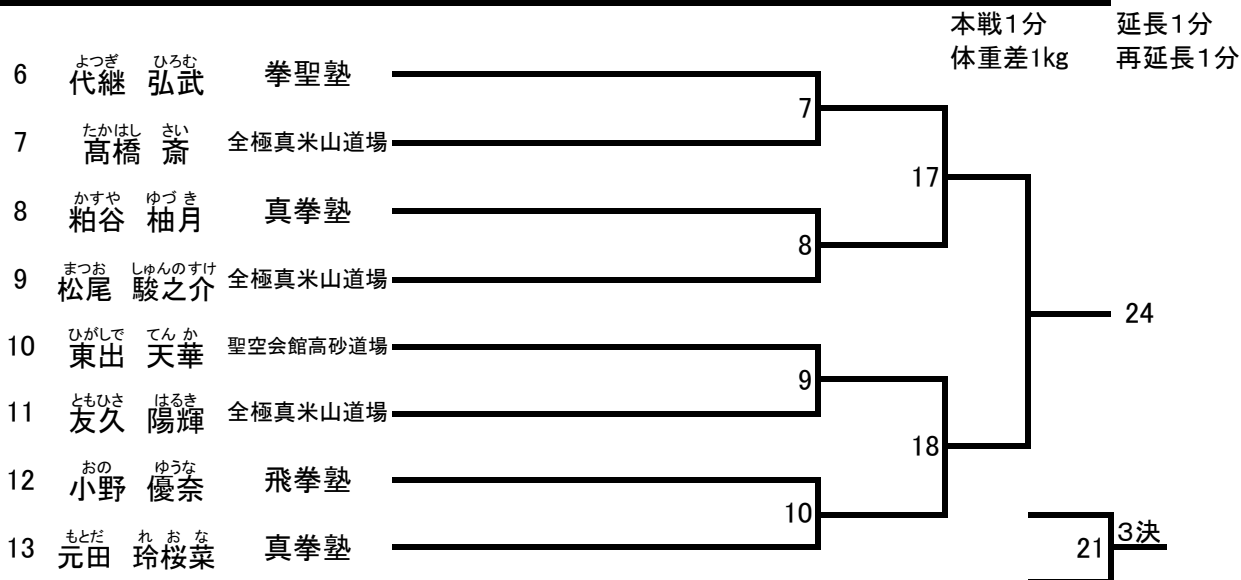 本戦1分 延長1分
体重差1kg 再延長1分
よつぎ ひろむ
6 代継 弘武 拳聖塾
7
たかはし さい
7 髙橋 斎 全極真米山道場
17
かすや ゆづき
8 粕谷 柚月 真拳塾
8
まつお しゅんのすけ
9 松尾 駿之介 全極真米山道場
24
ひがしで てんか
10 東出 天華 聖空会館高砂道場
9
ともひさ はるき
11 友久 陽輝 全極真米山道場
18
おの ゆうな
12 小野 優奈 飛拳塾
10
もとだ れおな
13 元田 玲桜菜 真拳塾
21 3決